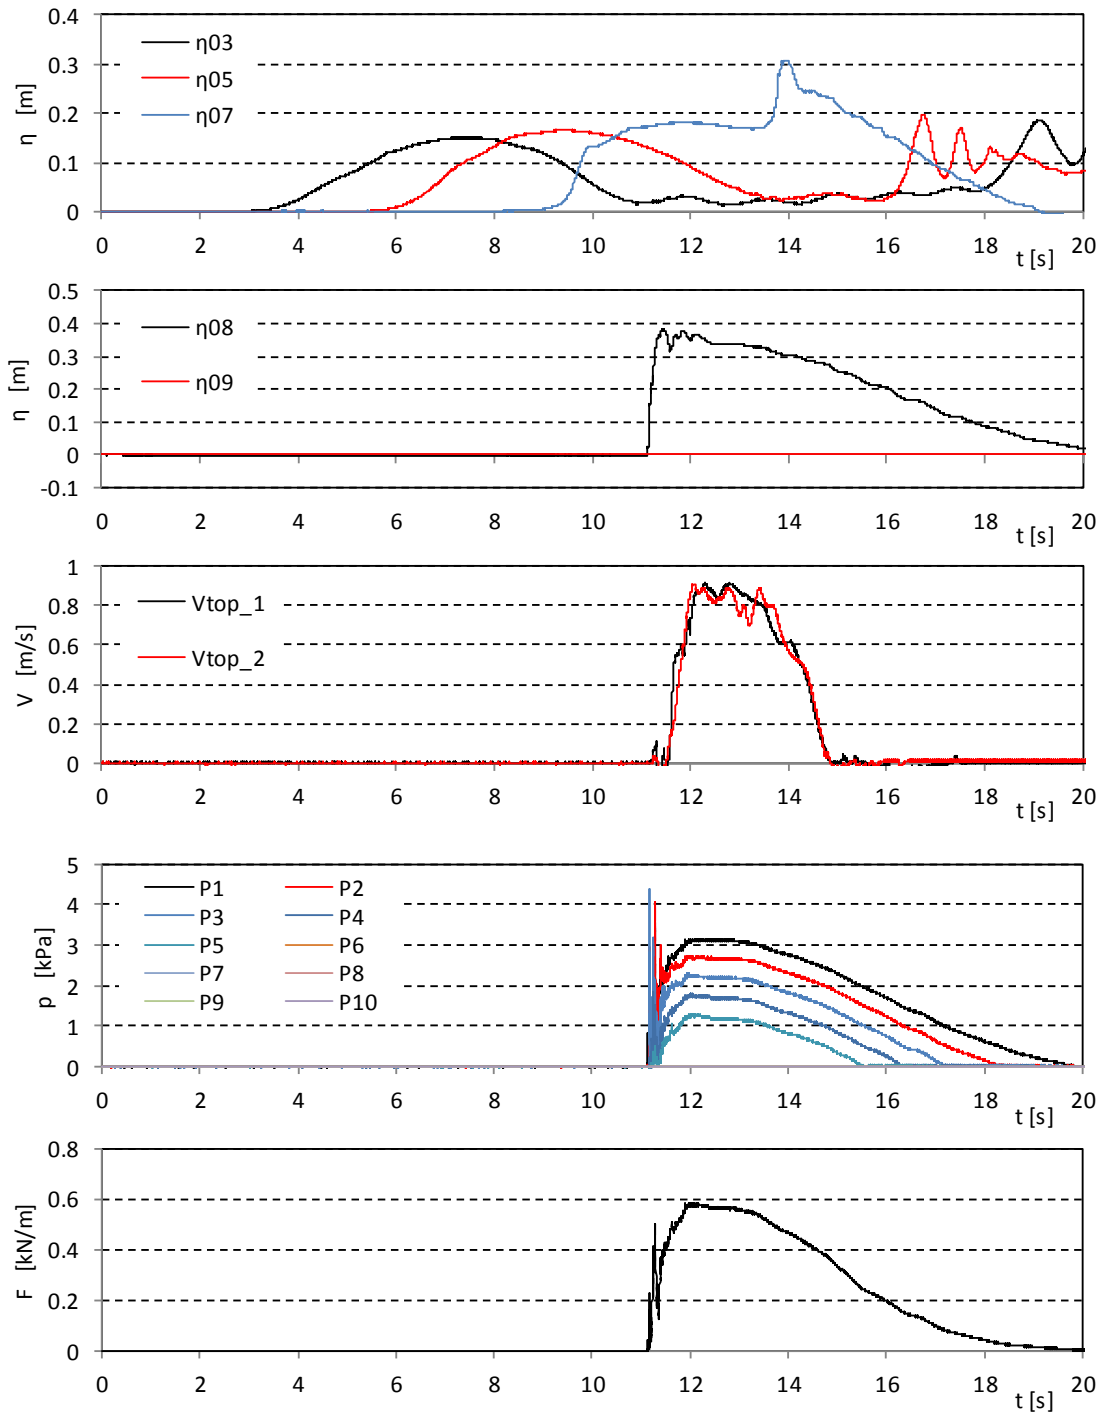 0.4
0.3
0.2
0.1
0
η [m]
η03
η05
η07
0 2 4 6 8 10 12 14 16 18 20
t [s]
0.5
0.4
0.3
0.2
0.1
0
-0.1
η [m]
η08
η09
0 2 4 6 8 10 12 14 16 18 20
t [s]
1
0.8
0.6
0.4
0.2
0
V [m/s]
Vtop_1
Vtop_2
0 2 4 6 8 10 12 14 16 18 20
t [s]
5
4
3
2
1
0
p [kPa]
P1 P2
P3 P4
P5 P6
P7 P8
P9 P10
0 2 4 6 8 10 12 14 16 18 20
t [s]
0.8
0.6
0.4
0.2
0
F [kN/m]
0 2 4 6 8 10 12 14 16 18 20
t [s]